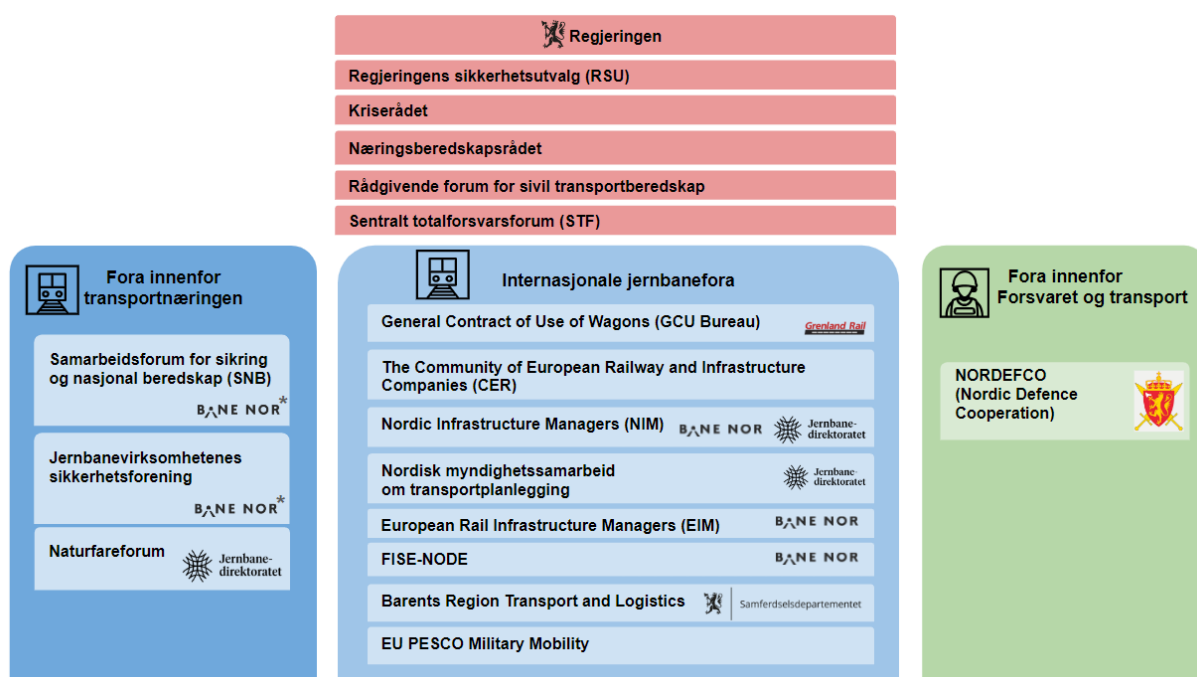 Regjeringen
Regjeringens sikkerhetsutvalg (RSU)
Kriserådet
Næringsberedskapsrådet
Rådgivende forum for sivil transportberedskap
Sentralt totalforsvarsforum (STF)
Fora innenfor
transportnæringen
Samarbeidsforum for sikring
og nasjonal beredskap (SNB)
BANE NOR*
Jernbanevirksomhetenes
sikkerhetsforening
BANE NOR*
Naturfareforum
Jernbane-
direktoratet
Internasjonale jernbanefora
General Contract of Use of Wagons (GCU Bureau)
Grenland Rail
The Community of European Railway and Infrastructure
Companies (CER)
Nordic Infrastructure Managers (NIM)
BANE NOR
Jernbane-
direktoratet
Nordisk myndighetssamarbeid
om transportplanlegging
Jernbane-
direktoratet
European Rail Infrastructure Managers (EIM)
BANE NOR
FISE-NODE
BANE NOR
Barents Region Transport and Logistics
Samferdselsdepartementet
EU PESCO Military Mobility
Fora innenfor
Forsvaret og transport
NORDEFCO
(Nordic Defence
Cooperation)